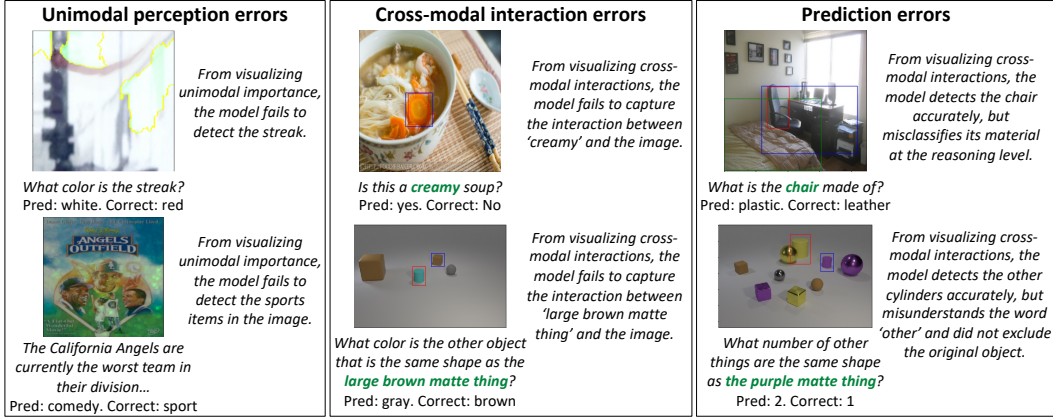 Unimodal perception errors
From visualizing
unimodal importance,
the model fails to
detect the streak.
What color is the streak?
Pred: white. Correct: red
ANGELS
OUTFIELD
From visualizing
unimodal importance,
the model fails to
detect the sports
items in the image.
The California Angels are
currently the worst team in
their division…
Pred: comedy. Correct: sport
Cross-modal interaction errors
From visualizing cross-
modal interactions, the
model fails to capture
the interaction between
‘creamy’ and the image.
Is this a creamy soup?
Pred: yes. Correct: No
From visualizing cross-
modal interactions, the
model fails to capture
the interaction between
‘large brown matte
thing’ and the image.
What color is the other object
that is the same shape as the
large brown matte thing?
Pred: gray. Correct: brown
Prediction errors
From visualizing cross-
modal interactions, the
model detects the chair
accurately, but
misclassifies its material
at the reasoning level.
What is the chair made of?
Pred: plastic. Correct: leather
From visualizing cross-
modal interactions, the
model detects the other
cylinders accurately, but
misunderstands the word
‘other’ and did not exclude
the original object.
What number of other
things are the same shape
as the purple matte thing?
Pred: 2. Correct: 1